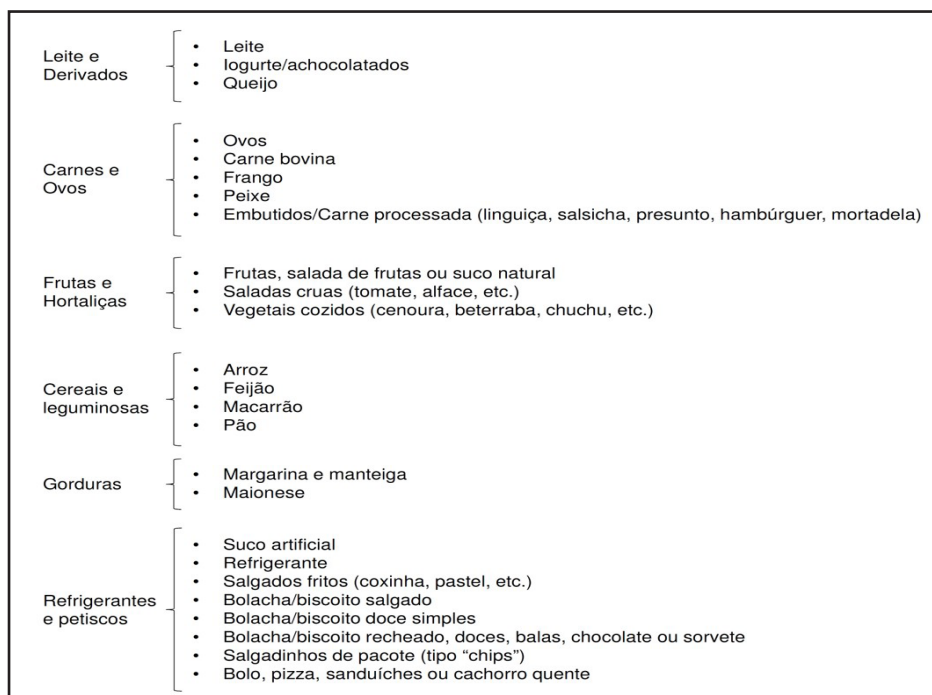 Leite e
Derivados
• Leite
• Iogurte/achocolatados
• Queijo
Carnes e
Ovos
• Ovos
• Carne bovina
• Frango
• Peixe
• Embutidos/Carne processada (linguiça, salsicha, presunto, hambúrguer, mortadela)
Frutas e
Hortaliças
• Frutas, salada de frutas ou suco natural
• Saladas cruas (tomate, alface, etc.)
• Vegetais cozidos (cenoura, beterraba, chuchu, etc.)
Cereais e
leguminosas
• Arroz
• Feijão
• Macarrão
• Pão
Gorduras
• Margarina e manteiga
• Maionese
Refrigerantes
e petiscos
• Suco artificial
• Refrigerante
• Salgados fritos (coxinha, pastel, etc.)
• Bolacha/biscoito salgado
• Bolacha/biscoito doce simples
• Bolacha/biscoito recheado, doces, balas, chocolate ou sorvete
• Salgadinhos de pacote (tipo “chips”)
• Bolo, pizza, sanduíches ou cachorro quente